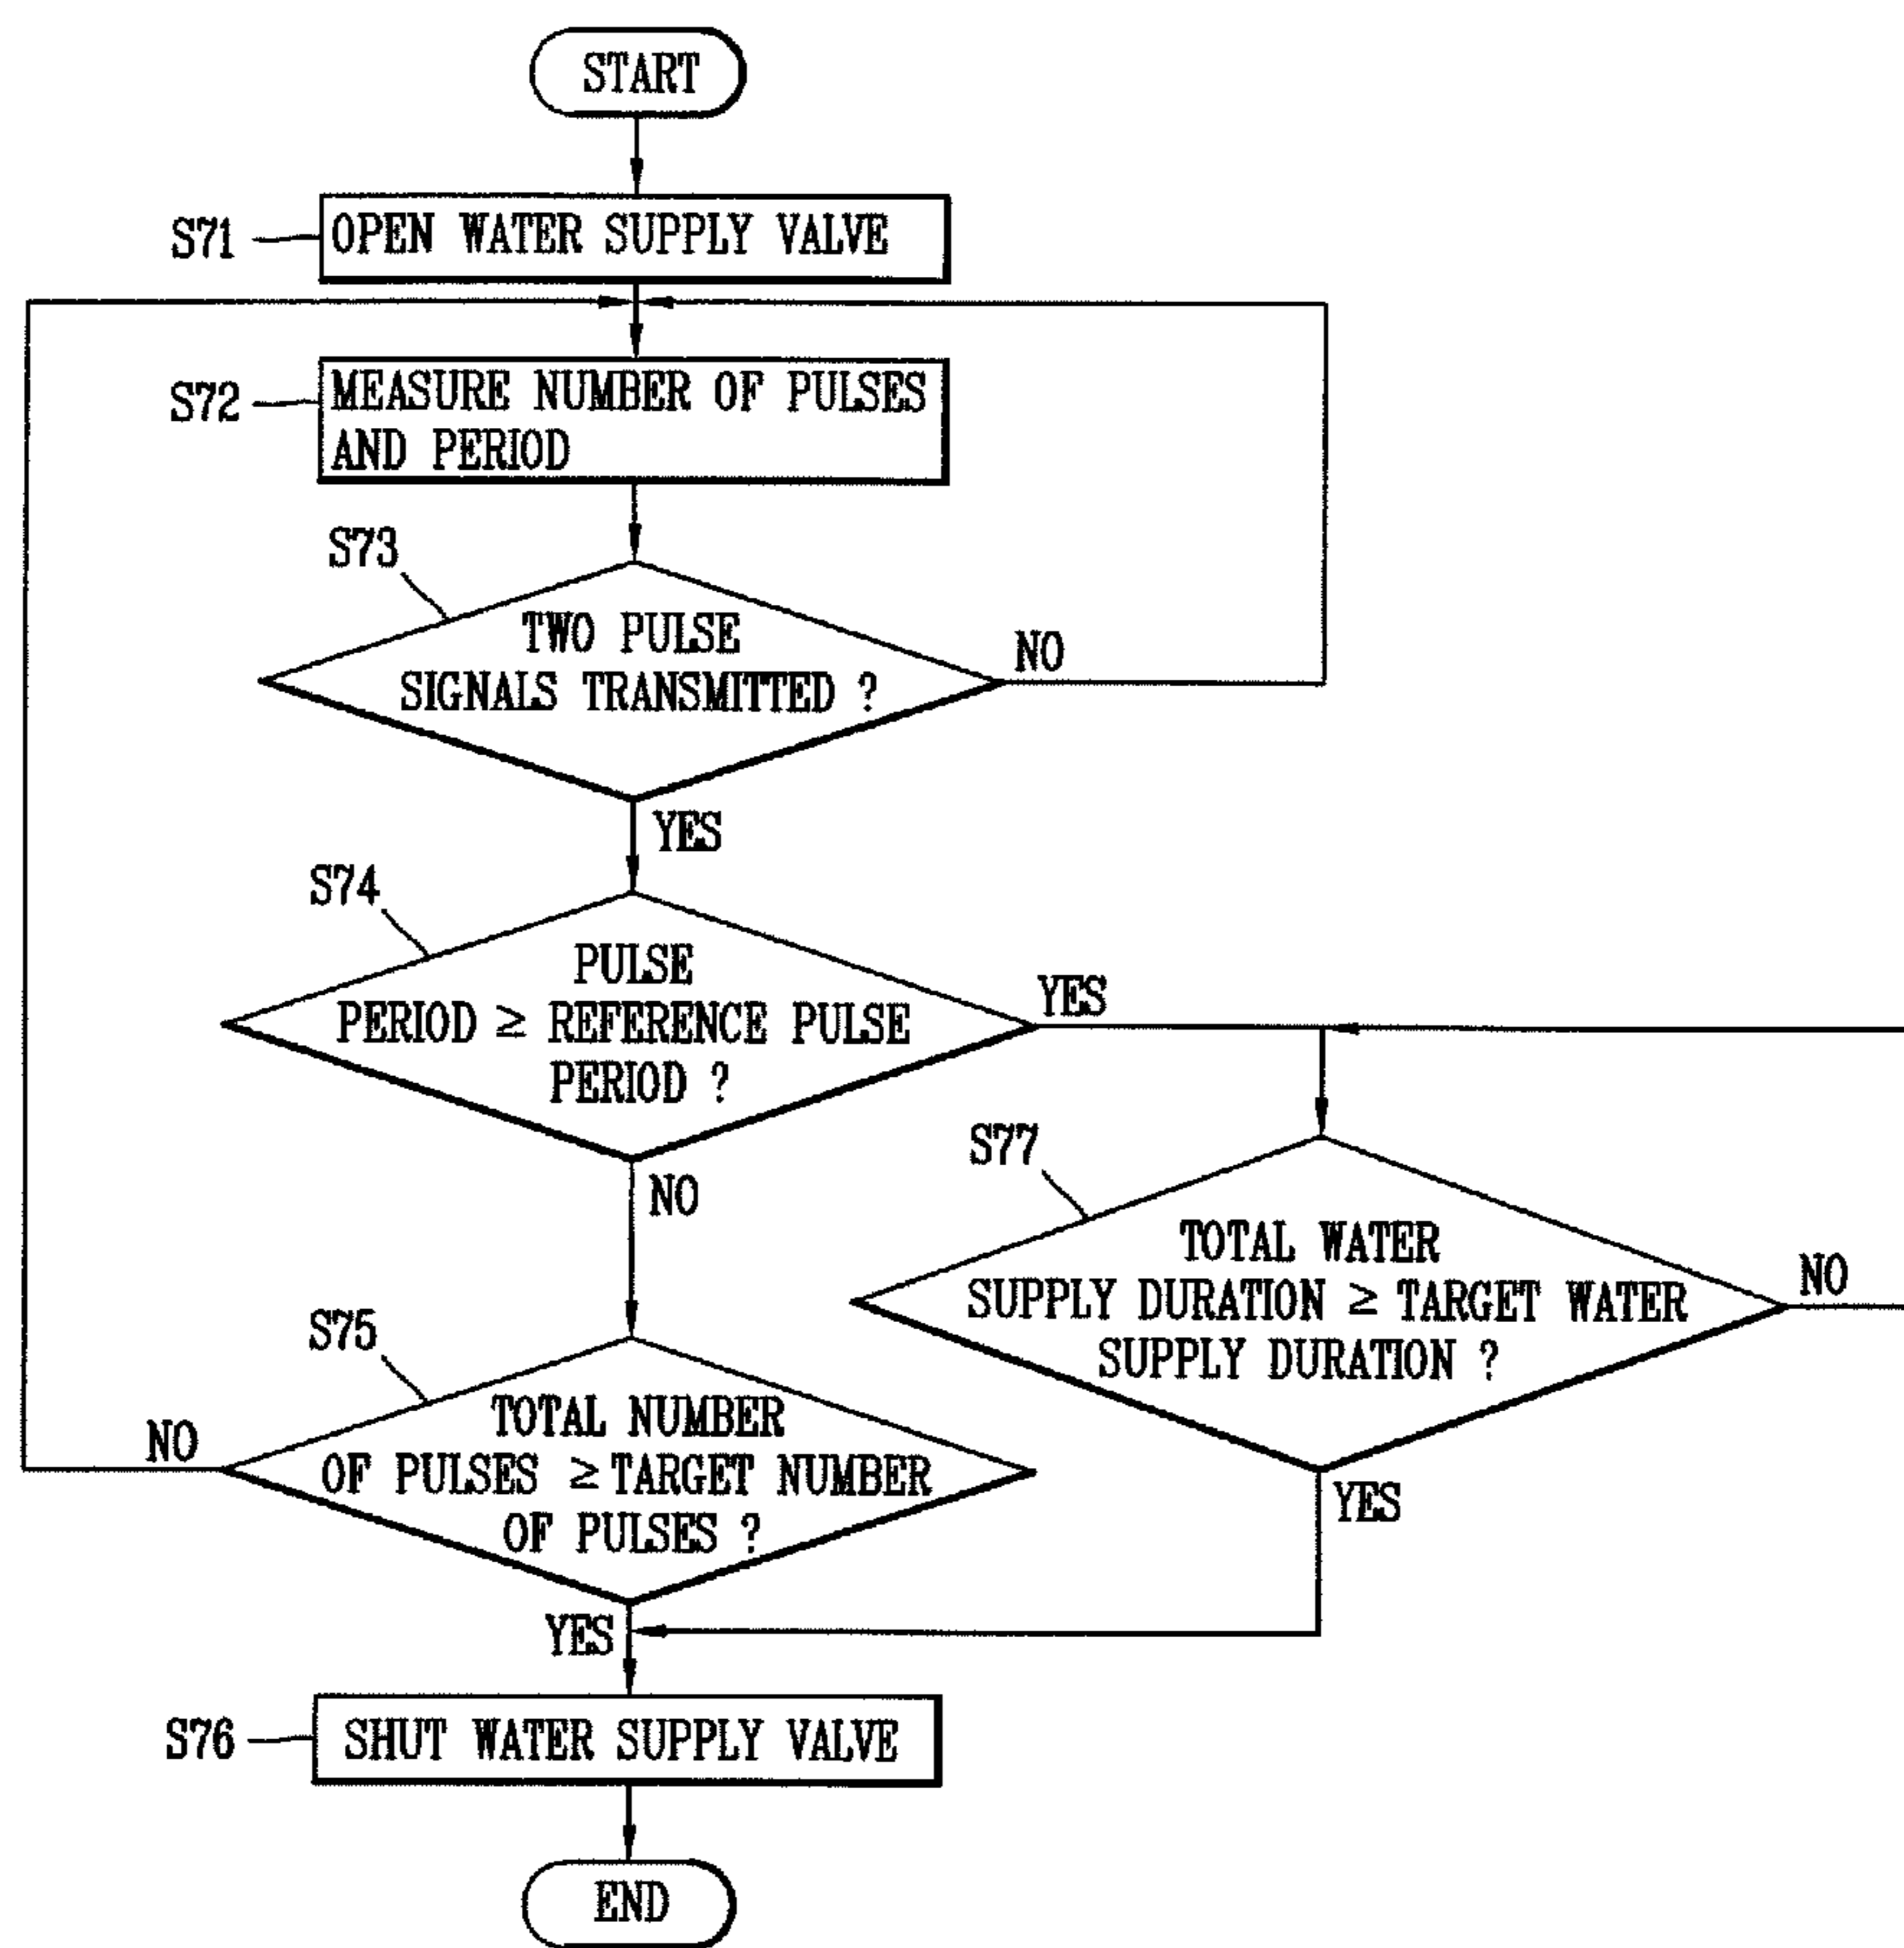 START
S71
OPEN WATER SUPPLY VALVE
S72
MEASURE NUMBER OF PULSES
AND PERIOD
S73
TWO PULSE
SIGNALS TRANSMITTED ?
NO
YES
S74
PULSE
PERIOD ≥ REFERENCE PULSE
PERIOD ?
YES
NO
S77
TOTAL WATER
SUPPLY DURATION ≥ TARGET WATER
SUPPLY DURATION ?
NO
YES
S75
TOTAL NUMBER
OF PULSES ≥ TARGET NUMBER
OF PULSES ?
NO
YES
S76
SHUT WATER SUPPLY VALVE
END